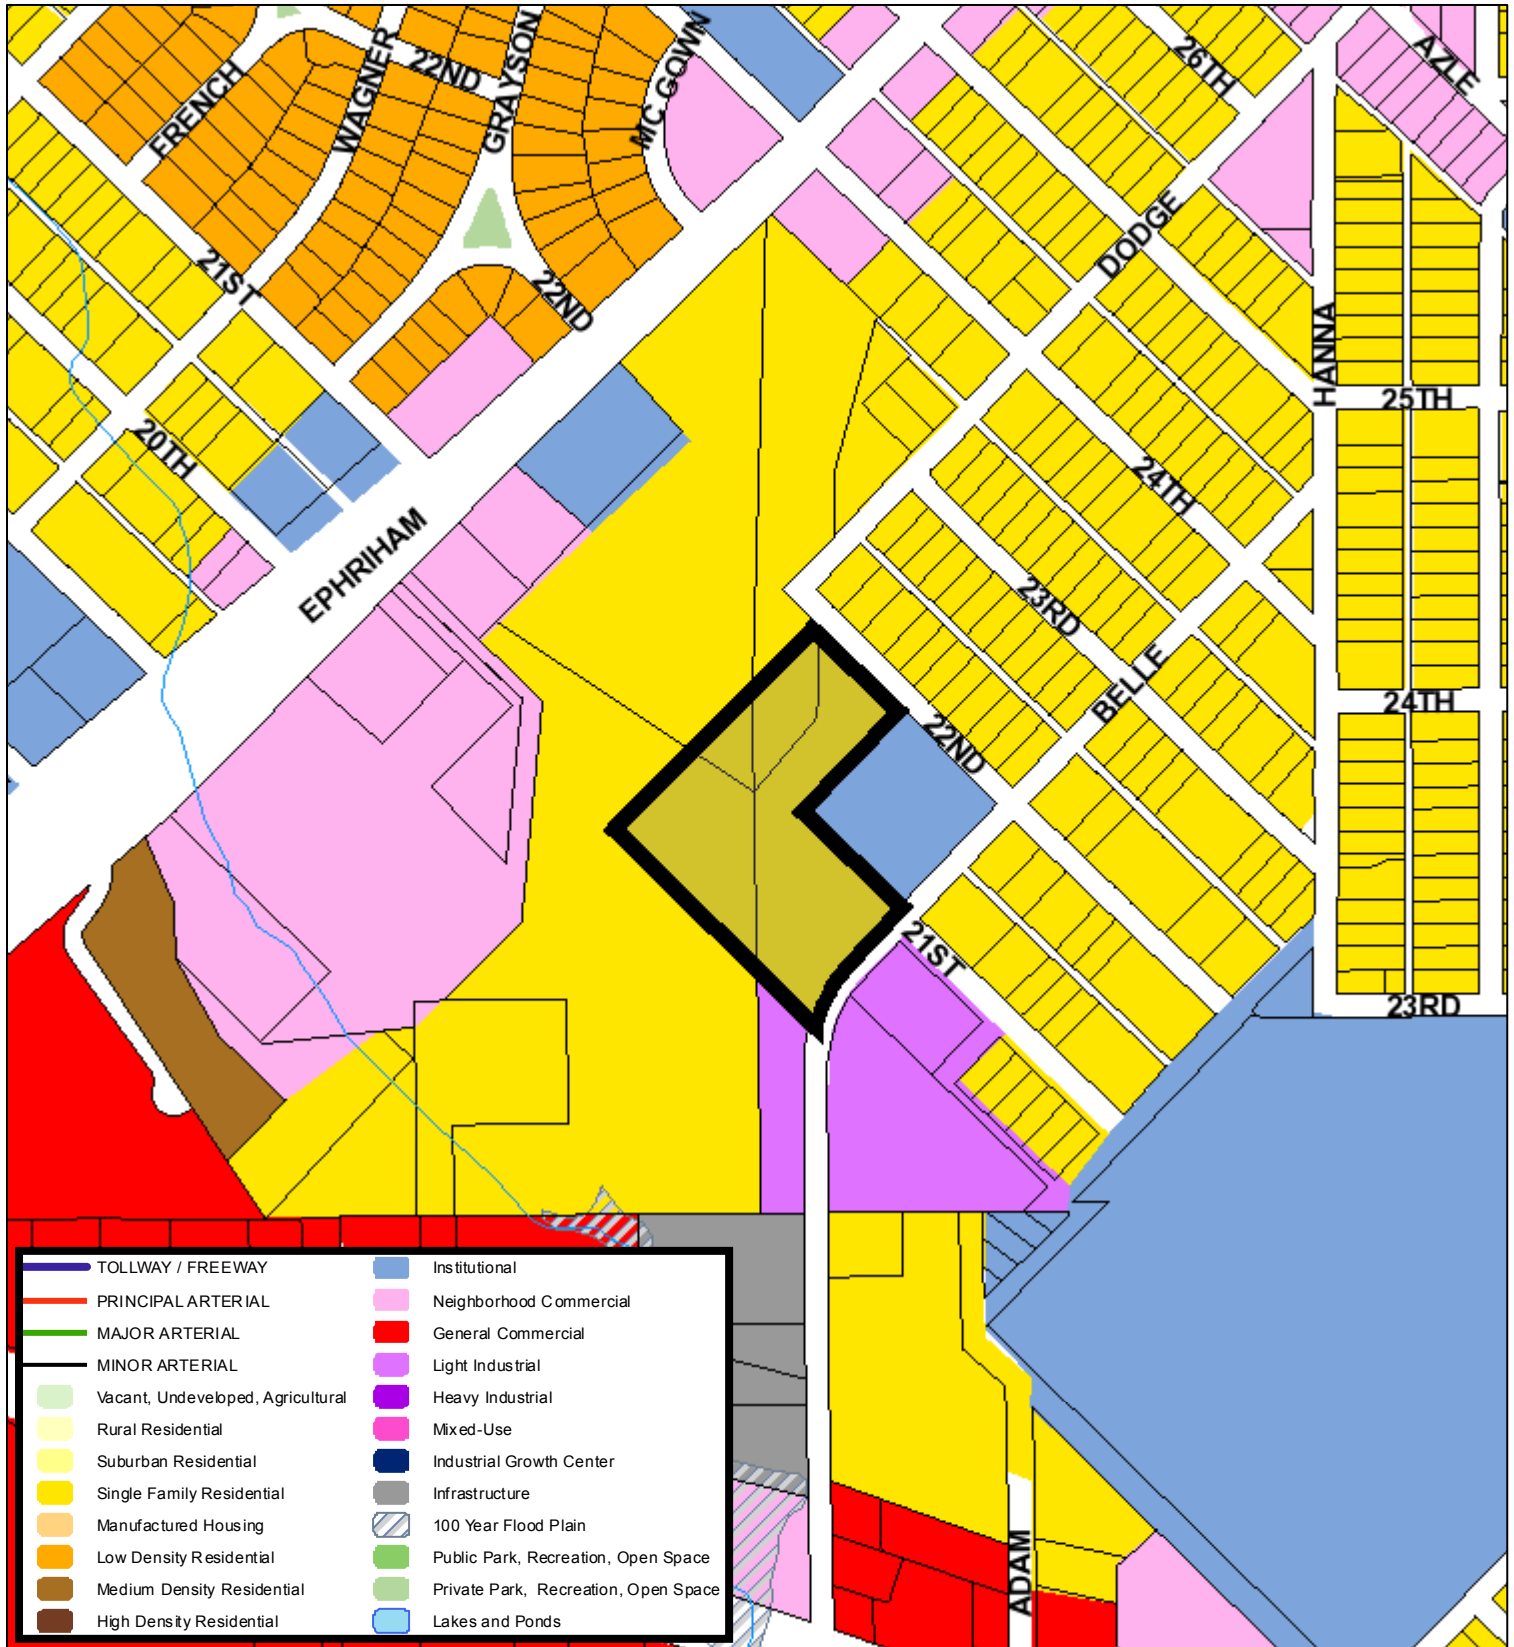 26TH
AZLE
MC GOWN
GRAYSON
WAGNER
22ND
FRENCH
DODGE
21ST
22ND
HANNA
25TH
20TH
24TH
EPHRIHAM
23RD
BELLE
24TH
22ND
21ST
23RD
ADAM
TOLLWAY / FREEWAY
PRINCIPAL ARTERIAL
MAJOR ARTERIAL
MINOR ARTERIAL
Vacant, Undeveloped, Agricultural
Rural Residential
Suburban Residential
Single Family Residential
Manufactured Housing
Low Density Residential
Medium Density Residential
High Density Residential
Institutional
Neighborhood Commercial
General Commercial
Light Industrial
Heavy Industrial
Mixed-Use
Industrial Growth Center
Infrastructure
100 Year Flood Plain
Public Park, Recreation, Open Space
Private Park, Recreation, Open Space
Lakes and Ponds